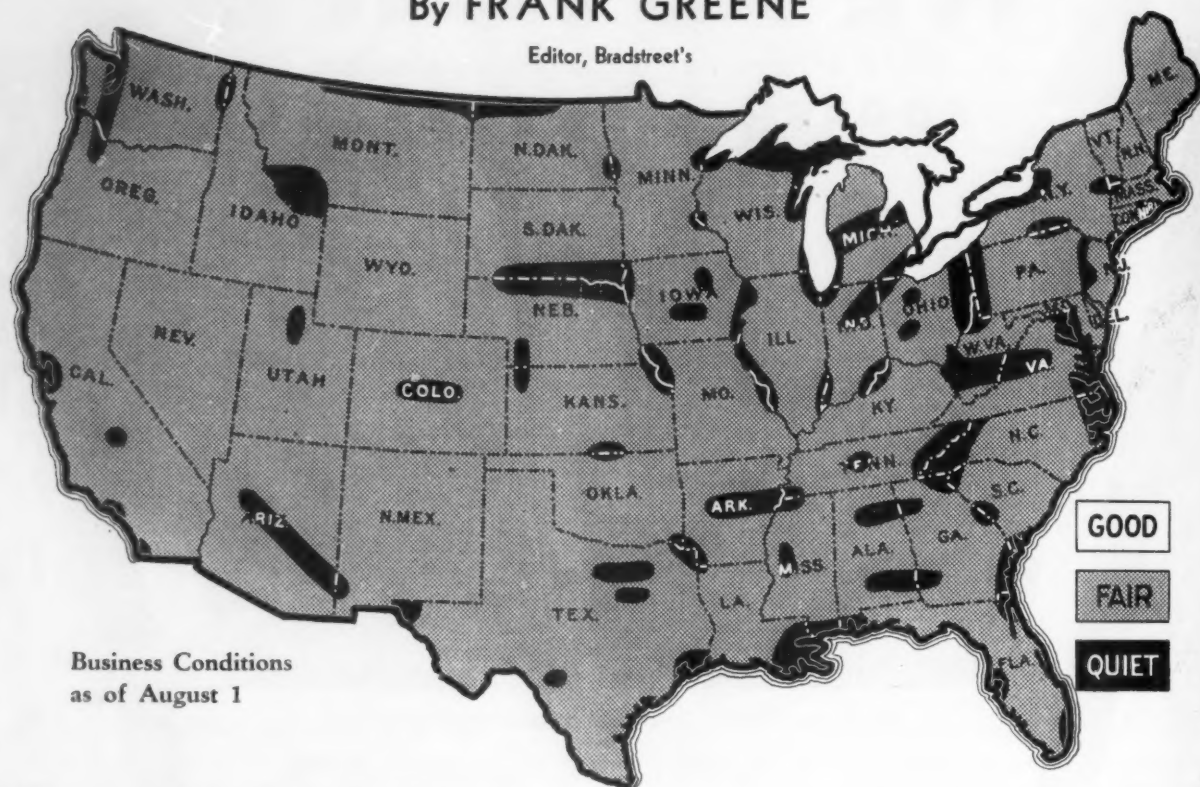 By FRANK GREENE
Editor, Bradstreet's
WASH.
MONT.
N.DAK.
MINN.
ME.
VT.
N.H.
OREG.
IDAHO
S.DAK.
WIS.
MICH.
N.Y.
MASS.
WYO.
IOWA
PA.
N.J.
NEV.
NEB.
ILL.
IND.
OHIO
DEL.
CAL.
UTAH
COLO.
KANS.
MO.
KY.
W.VA.
VA.
ARIZ.
N.MEX.
OKLA.
ARK.
TENN.
N.C.
S.C.
TEX.
LA.
MISS.
ALA.
GA.
FLA.
GOOD
FAIR
QUIET
Business Conditions
as of August 1